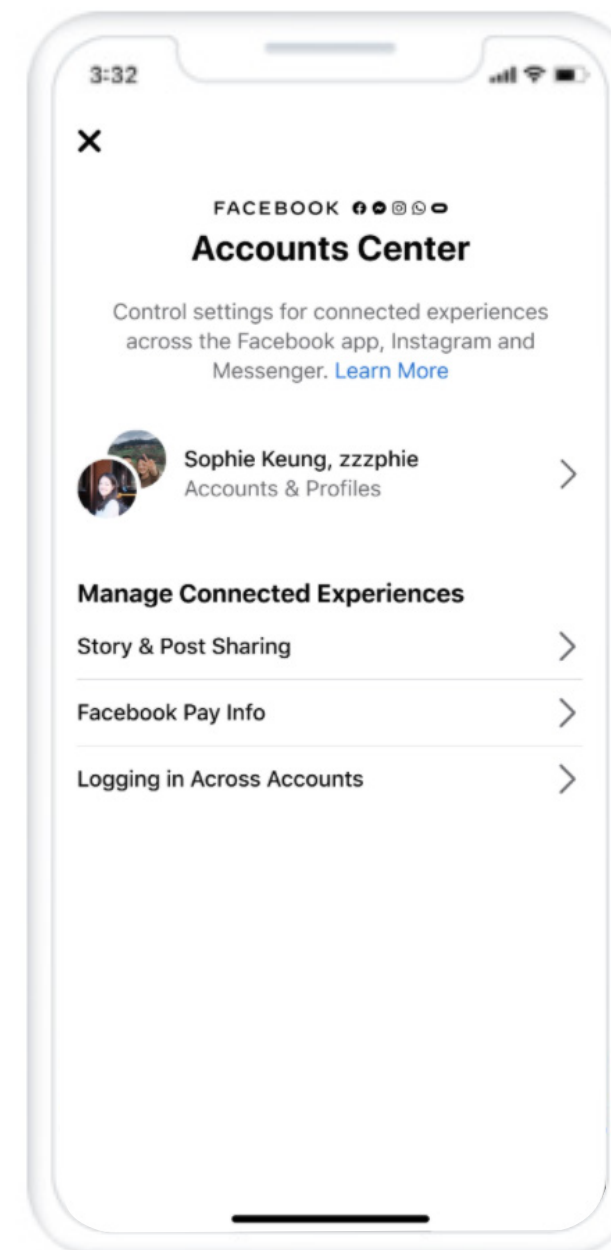 3:32
FACEBOOK
Accounts Center
Control settings for connected experiences
across the Facebook app, Instagram and
Messenger. Learn More
Sophie Keung, zzzphie
Accounts & Profiles
Manage Connected Experiences
Story & Post Sharing
Facebook Pay Info
Logging in Across Accounts